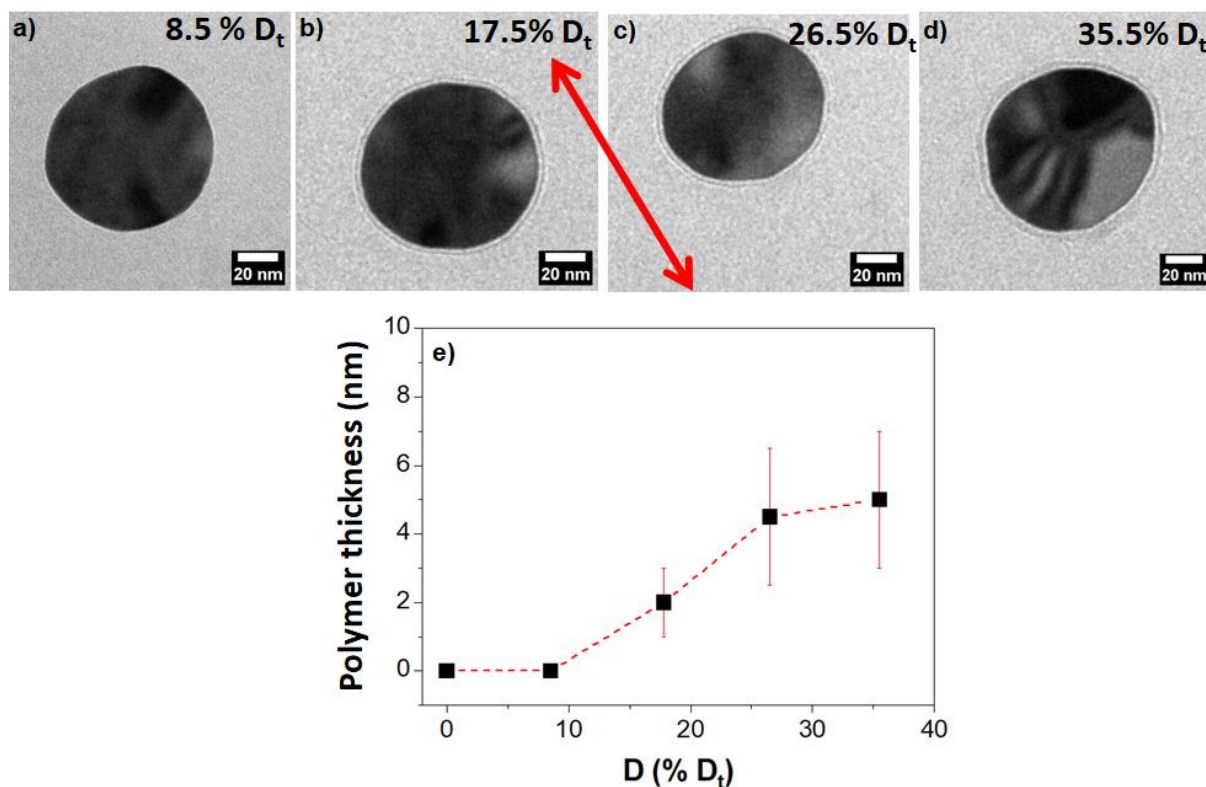 a) 8.5 % Dt
b) 17.5% Dt
c) 26.5% Dt
d) 35.5% Dt
20 nm
20 nm
20 nm
20 nm
e)
Polymer thickness (nm)
10
8
6
4
2
0
0 10 20 30 40
D (% Dt)